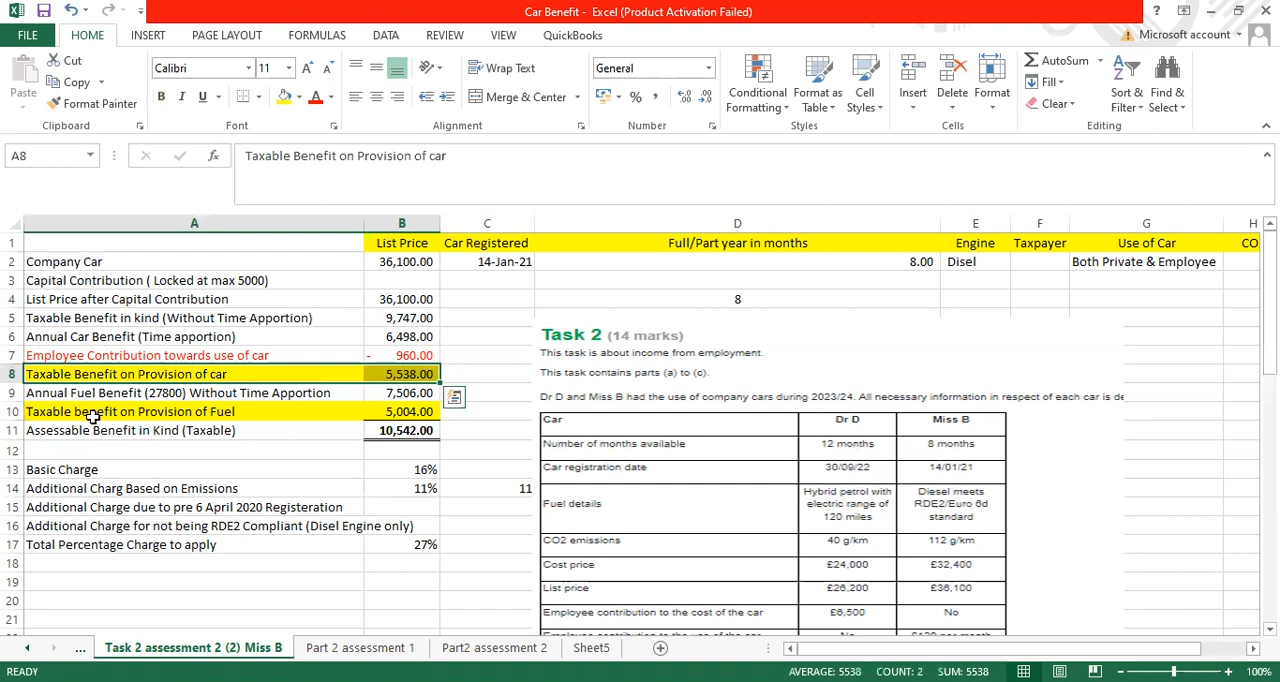 Car Benefit - Excel (Product Activation Failed)
FILE HOME INSERT PAGE LAYOUT FORMULAS DATA REVIEW VIEW QuickBooks Microsoft account
Paste Cut Copy Format Painter
Clipboard
Calibri 11
B I U
Font
Wrap Text
Merge & Center
Alignment
General
Number
Conditional Formatting Format as Table Cell Styles
Styles
Insert Delete Format
Cells
AutoSum Fill Clear
Sort & Filter Find & Select
Editing
A8 fx Taxable Benefit on Provision of car
A B C D E F G H
1 List Price Car Registered Full/Part year in months Engine Taxpayer Use of Car CO
2 Company Car 36,100.00 14-Jan-21 8.00 Disel Both Private & Employee
3 Capital Contribution ( Locked at max 5000)
4 List Price after Capital Contribution 36,100.00 8
5 Taxable Benefit in kind (Without Time Apportion) 9,747.00
6 Annual Car Benefit (Time apportion) 6,498.00
7 Employee Contribution towards use of car - 960.00
8 Taxable Benefit on Provision of car 5,538.00
9 Annual Fuel Benefit (27800) Without Time Apportion 7,506.00
10 Taxable benefit on Provision of Fuel 5,004.00
11 Assessable Benefit in Kind (Taxable) 10,542.00
12
13 Basic Charge 16%
14 Additional Charg Based on Emissions 11% 11
15 Additional Charge due to pre 6 April 2020 Registeration
16 Additional Charge for not being RDE2 Compliant (Disel Engine only)
17 Total Percentage Charge to apply 27%
18
19
20
21
Task 2 (14 marks)
This task is about income from employment.
This task contains parts (a) to (c).
Dr D and Miss B had the use of company cars during 2023/24. All necessary information in respect of each car is de
Car Dr D Miss B
Number of months available 12 months 8 months
Car registration date 30/09/22 14/01/21
Fuel details Hybrid petrol with electric range of 120 miles Diesel meets RDE2/Euro 6d standard
CO2 emissions 40 g/km 112 g/km
Cost price £24,000 £32,400
List price £26,200 £36,100
Employee contribution to the cost of the car £6,500 No
... Task 2 assessment 2 (2) Miss B Part 2 assessment 1 Part2 assessment 2 Sheet5
READY AVERAGE: 5538 COUNT: 2 SUM: 5538 100%